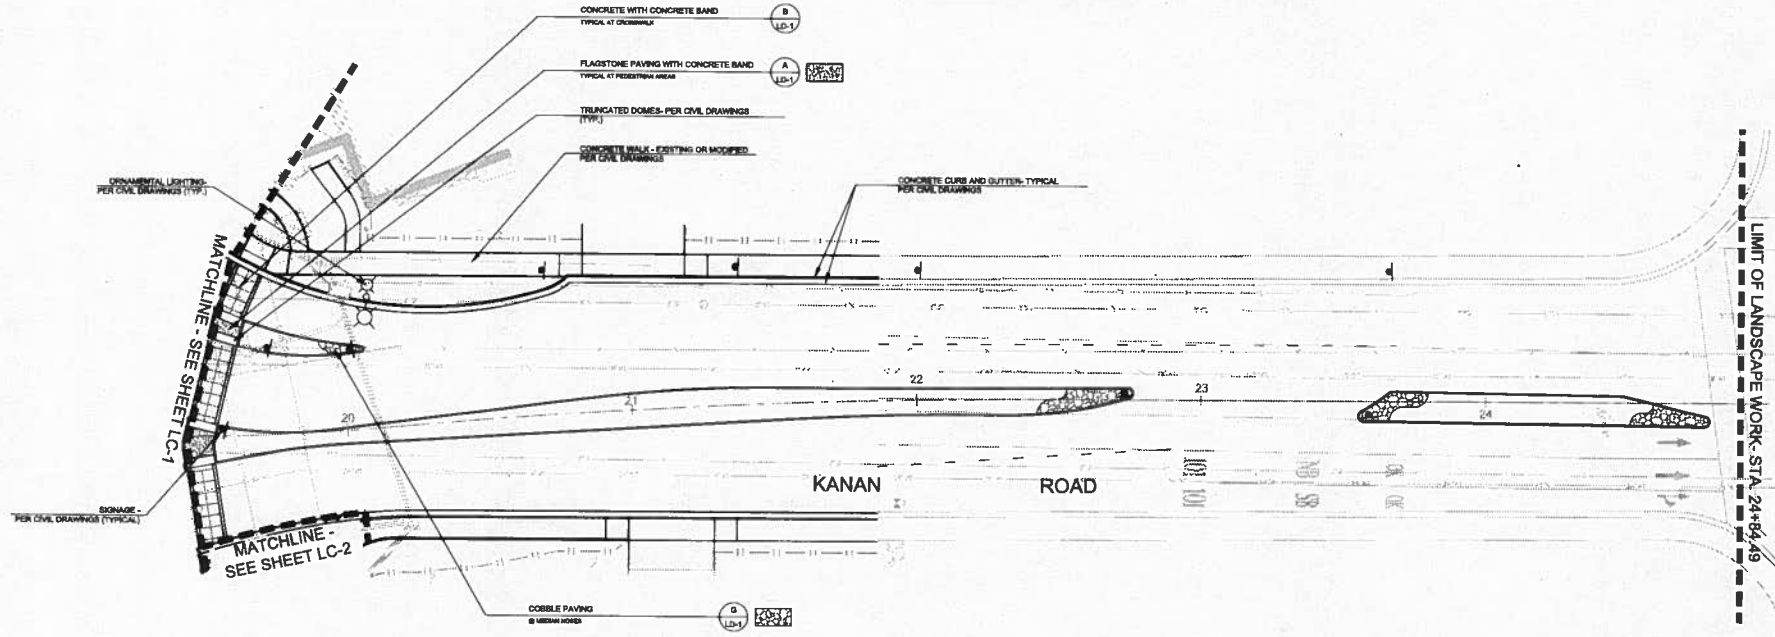 CONCRETE WITH CONCRETE BAND
TYPICAL AT CROSSWALK
B
LD-1
FLAGSTONE PAVING WITH CONCRETE BAND
TYPICAL AT PEDESTRIAN AREAS
A
LD-1
TRUNCATED DOMES- PER CIVIL DRAWINGS
(TYP.)
CONCRETE WALK - EXISTING OR MODIFIED
PER CIVIL DRAWINGS
ORNAMENTAL LIGHTING-
PER CIVIL DRAWINGS (TYP.)
CONCRETE CURB AND GUTTER- TYPICAL
PER CIVIL DRAWINGS
MATCHLINE - SEE SHEET LC-1
LIMIT OF LANDSCAPE WORK- STA. 24+84.49
20
21
22
23
24
KANAN ROAD
SIGNAGE -
PER CIVIL DRAWINGS (TYPICAL)
MATCHLINE -
SEE SHEET LC-2
COBBLE PAVING
@ MEDIAN NOSES
G
LD-1